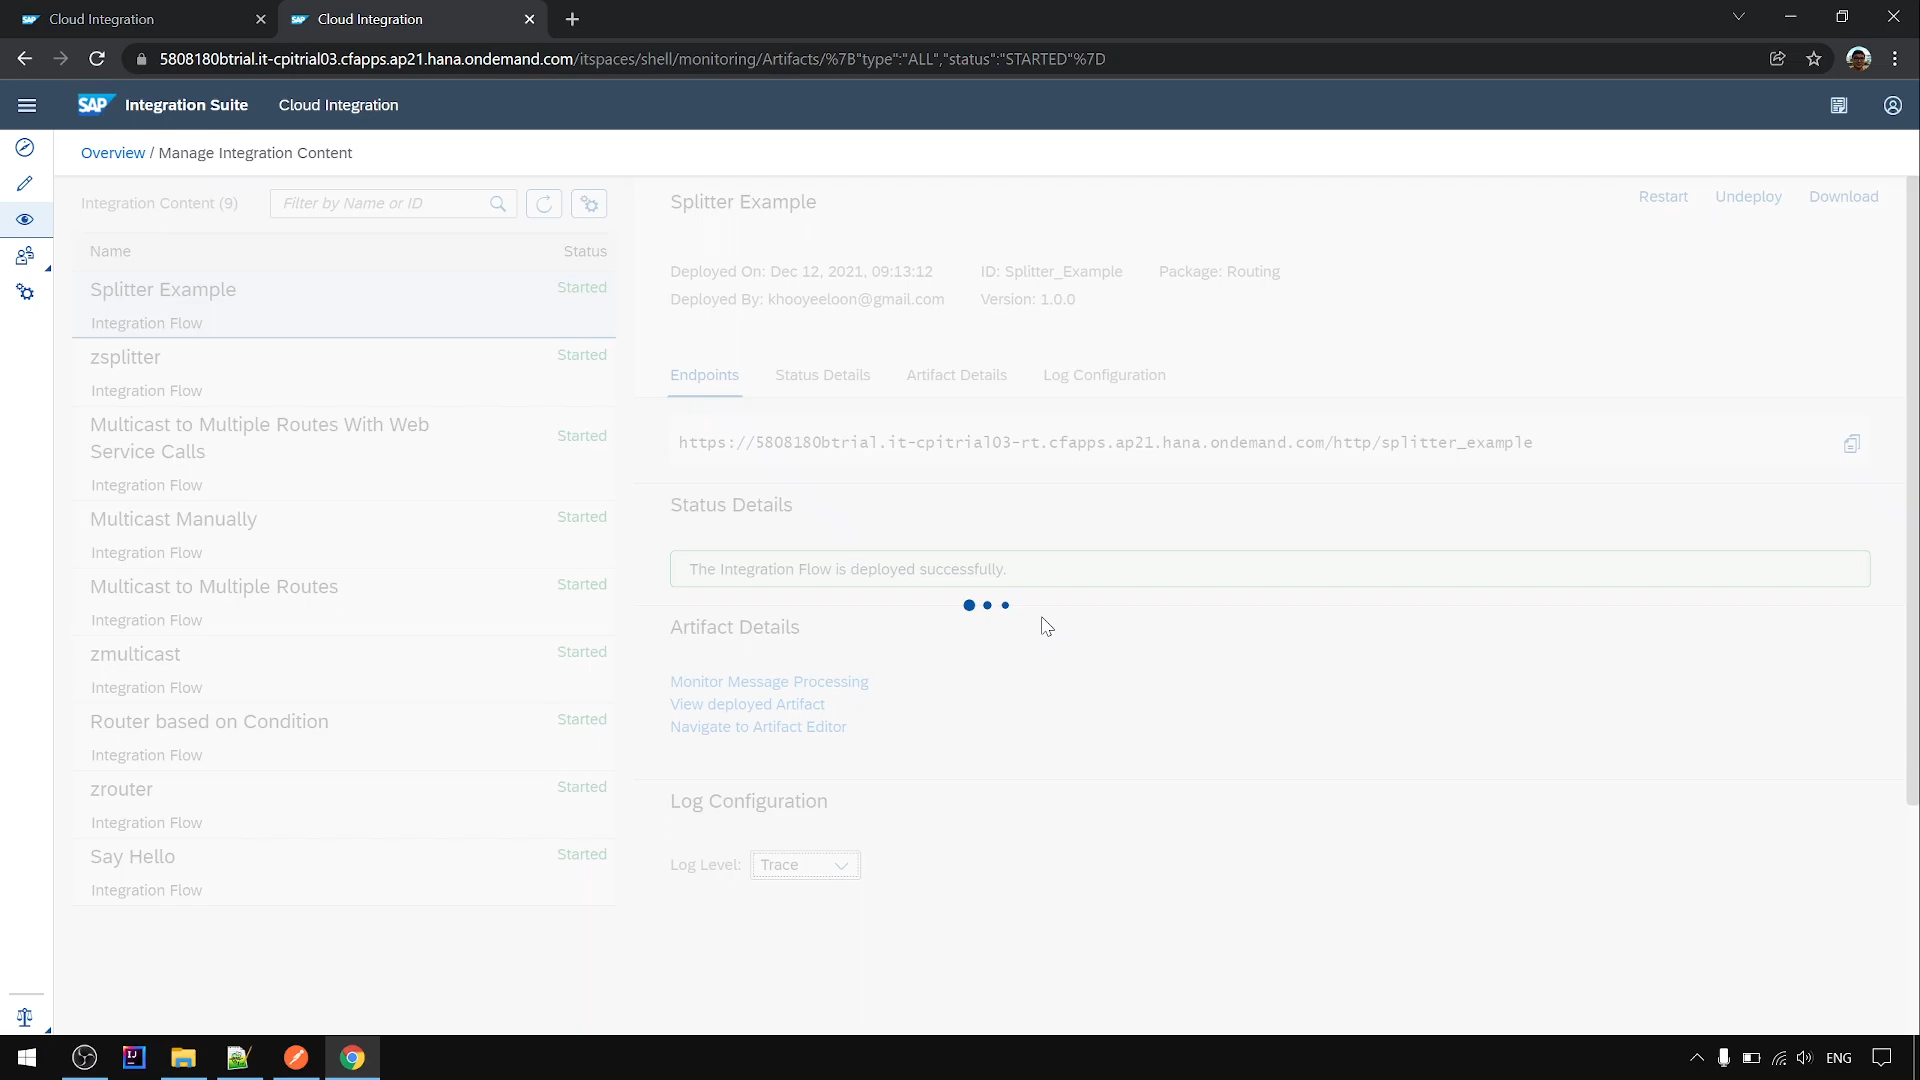 Cloud Integration
Cloud Integration
5808180btrial.it-cpitrial03.cfapps.ap21.hana.ondemand.com/itspaces/shell/monitoring/Artifacts/%7B"type":"ALL","status":"STARTED"%7D
SAP Integration Suite Cloud Integration
Overview / Manage Integration Content
Integration Content (9) Filter by Name or ID
Name Status
Splitter Example Started
Integration Flow
zsplitter Started
Integration Flow
Multicast to Multiple Routes With Web
Service Calls Started
Integration Flow
Multicast Manually Started
Integration Flow
Multicast to Multiple Routes Started
Integration Flow
zmulticast Started
Integration Flow
Router based on Condition Started
Integration Flow
zrouter Started
Integration Flow
Say Hello Started
Integration Flow
Splitter Example Restart Undeploy Download
Deployed On: Dec 12, 2021, 09:13:12 ID: Splitter_Example Package: Routing
Deployed By: khooyeeloon@gmail.com Version: 1.0.0
Endpoints Status Details Artifact Details Log Configuration
https://5808180btrial.it-cpitrial03-rt.cfapps.ap21.hana.ondemand.com/http/splitter_example
Status Details
The Integration Flow is deployed successfully.
Artifact Details
Monitor Message Processing
View deployed Artifact
Navigate to Artifact Editor
Log Configuration
Log Level: Trace
ENG